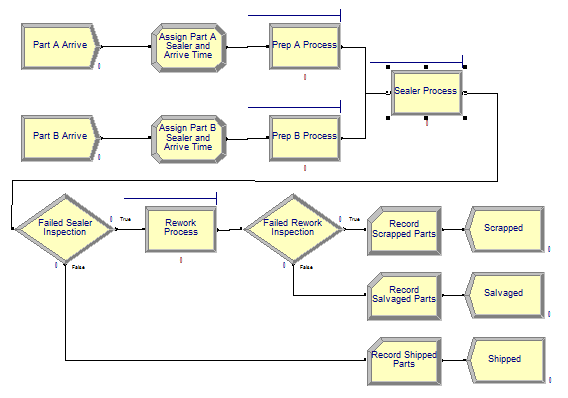 Part A Arrive
Assign Part A
Sealer and
Arrive Time
Prep A Process
Sealer Process
Part B Arrive
Assign Part B
Sealer and
Arrive Time
Prep B Process
Failed Sealer
Inspection
True
False
Rework
Process
Failed Rework
Inspection
True
False
Record
Scrapped Parts
Scrapped
Record
Salvaged Parts
Salvaged
Record Shipped
Parts
Shipped